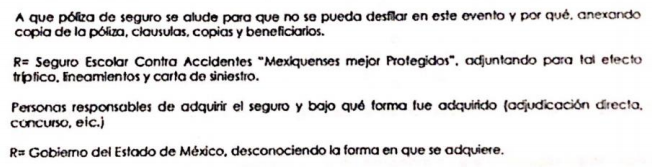 A que póliza de seguro se alude para que no se pueda desfilar en este evento y por qué, anexando
copia de la póliza, clausulas, copias y beneficiarios.
R= Seguro Escolar Contra Accidentes "Mexiquenses mejor Protegidos", adjuntando para tal efecto
tríptico, lineamientos y carta de siniestro.
Personas responsables de adquirir el seguro y bajo qué forma fue adquirido (adjudicación directa,
concurso, etc.)
R= Gobierno del Estado de México, desconociendo la forma en que se adquiere.